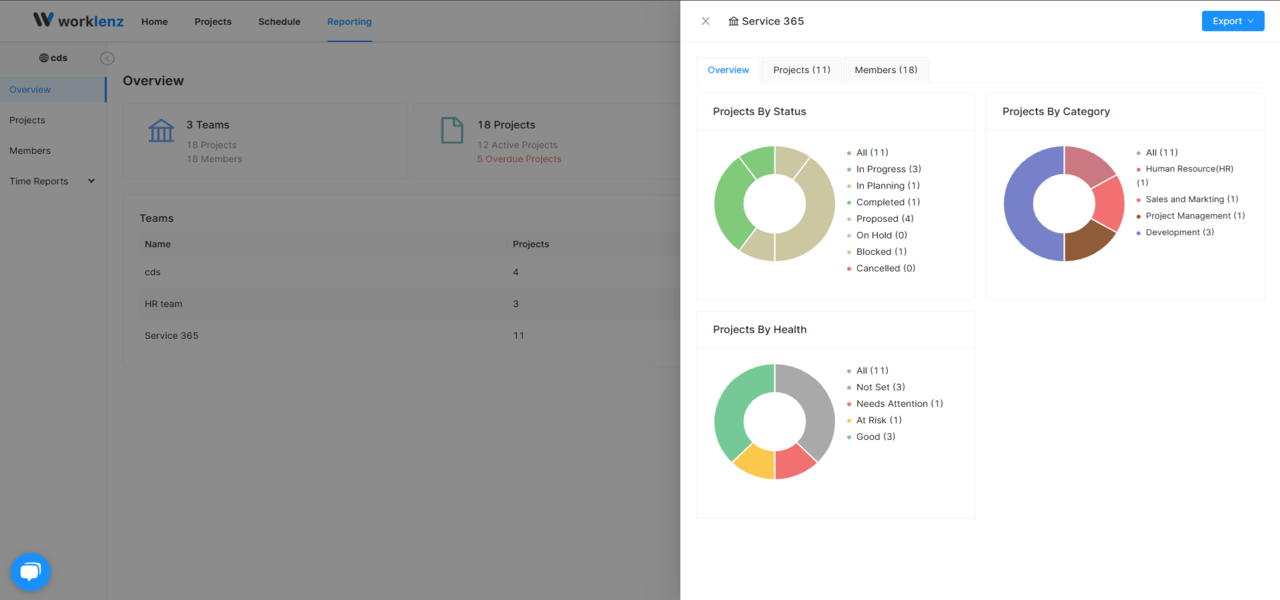 worklenz Home Projects Schedule Reporting
cds
Overview
Projects
Members
Time Reports
Overview
3 Teams
18 Projects
18 Members
18 Projects
12 Active Projects
5 Overdue Projects
Teams
Name Projects
cds 4
HR team 3
Service 365 11
Service 365
Export
Overview Projects (11) Members (18)
Projects By Status
All (11)
In Progress (3)
In Planning (1)
Completed (1)
Proposed (4)
On Hold (0)
Blocked (1)
Cancelled (0)
Projects By Category
All (11)
Human Resource(HR)
(1)
Sales and Markting (1)
Project Management (1)
Development (3)
Projects By Health
All (11)
Not Set (3)
Needs Attention (1)
At Risk (1)
Good (3)